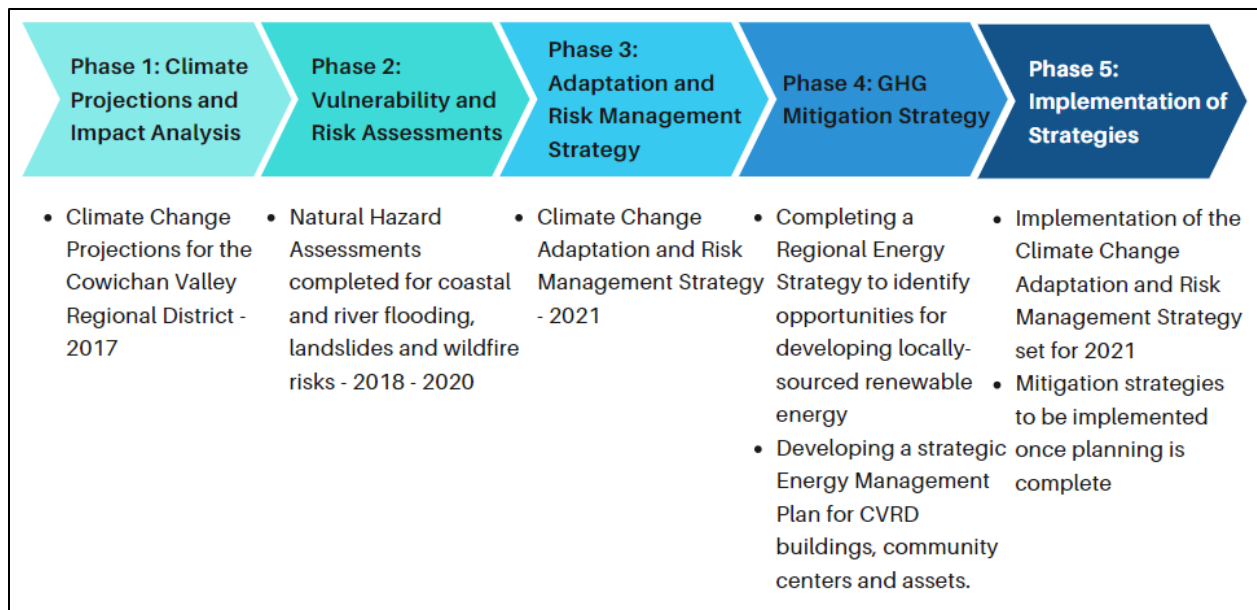 Phase 1: Climate
Projections and
Impact Analysis
Phase 2:
Vulnerability and
Risk Assessments
Phase 3:
Adaptation and
Risk Management
Strategy
Phase 4: GHG
Mitigation Strategy
Phase 5:
Implementation of
Strategies
• Climate Change
Projections for the
Cowichan Valley
Regional District -
2017
• Natural Hazard
Assessments
completed for coastal
and river flooding,
landslides and wildfire
risks - 2018 - 2020
• Climate Change
Adaptation and Risk
Management Strategy
- 2021
• Completing a
Regional Energy
Strategy to identify
opportunities for
developing locally-
sourced renewable
energy
• Developing a strategic
Energy Management
Plan for CVRD
buildings, community
centers and assets.
• Implementation of the
Climate Change
Adaptation and Risk
Management Strategy
set for 2021
• Mitigation strategies
to be implemented
once planning is
complete